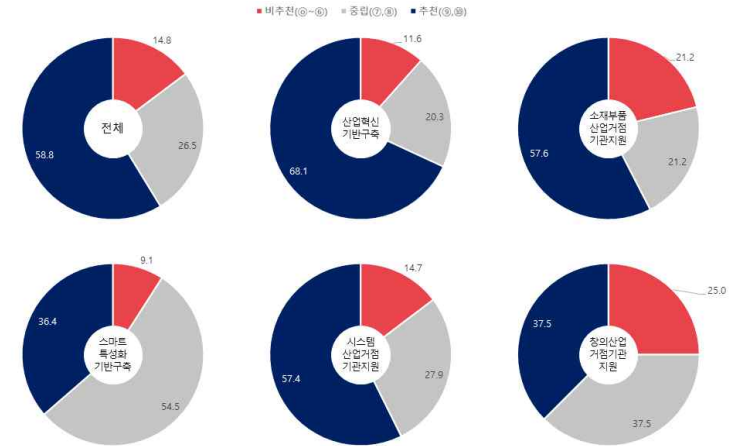 비추천(⓪~⑥) 중립(⑦,⑧) 추천(⑨,⑩)
14.8
26.5
58.8
전체
11.6
20.3
68.1
산업혁신
기반구축
21.2
21.2
57.6
소재부품
산업거점
기관지원
9.1
54.5
36.4
스마트
특성화
기반구축
14.7
27.9
57.4
시스템
산업거점
기관지원
25.0
37.5
37.5
창의산업
거점기관
지원